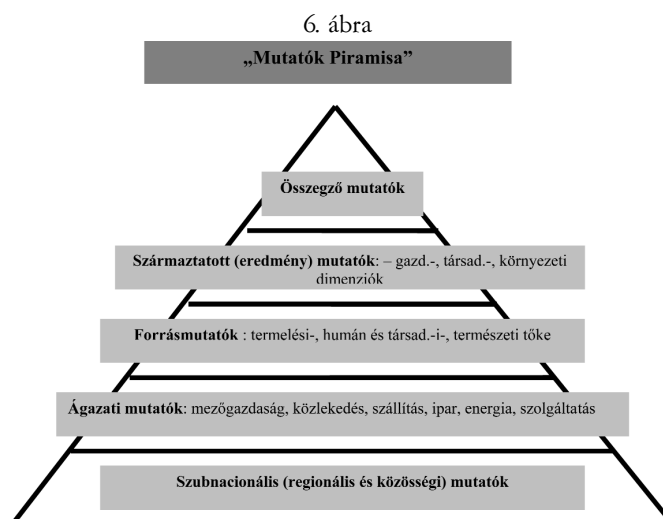 6. ábra
„Mutatók Piramisa”
Összegző mutatók
Származtatott (eredmény) mutatók: – gazd.-, társad.-, környezeti
dimenziók
Forrásmutatók : termelési-, humán és társad.-i-, természeti tőke
Ágazati mutatók: mezőgazdaság, közlekedés, szállítás, ipar, energia, szolgáltatás
Szubnacionális (regionális és közösségi) mutatók